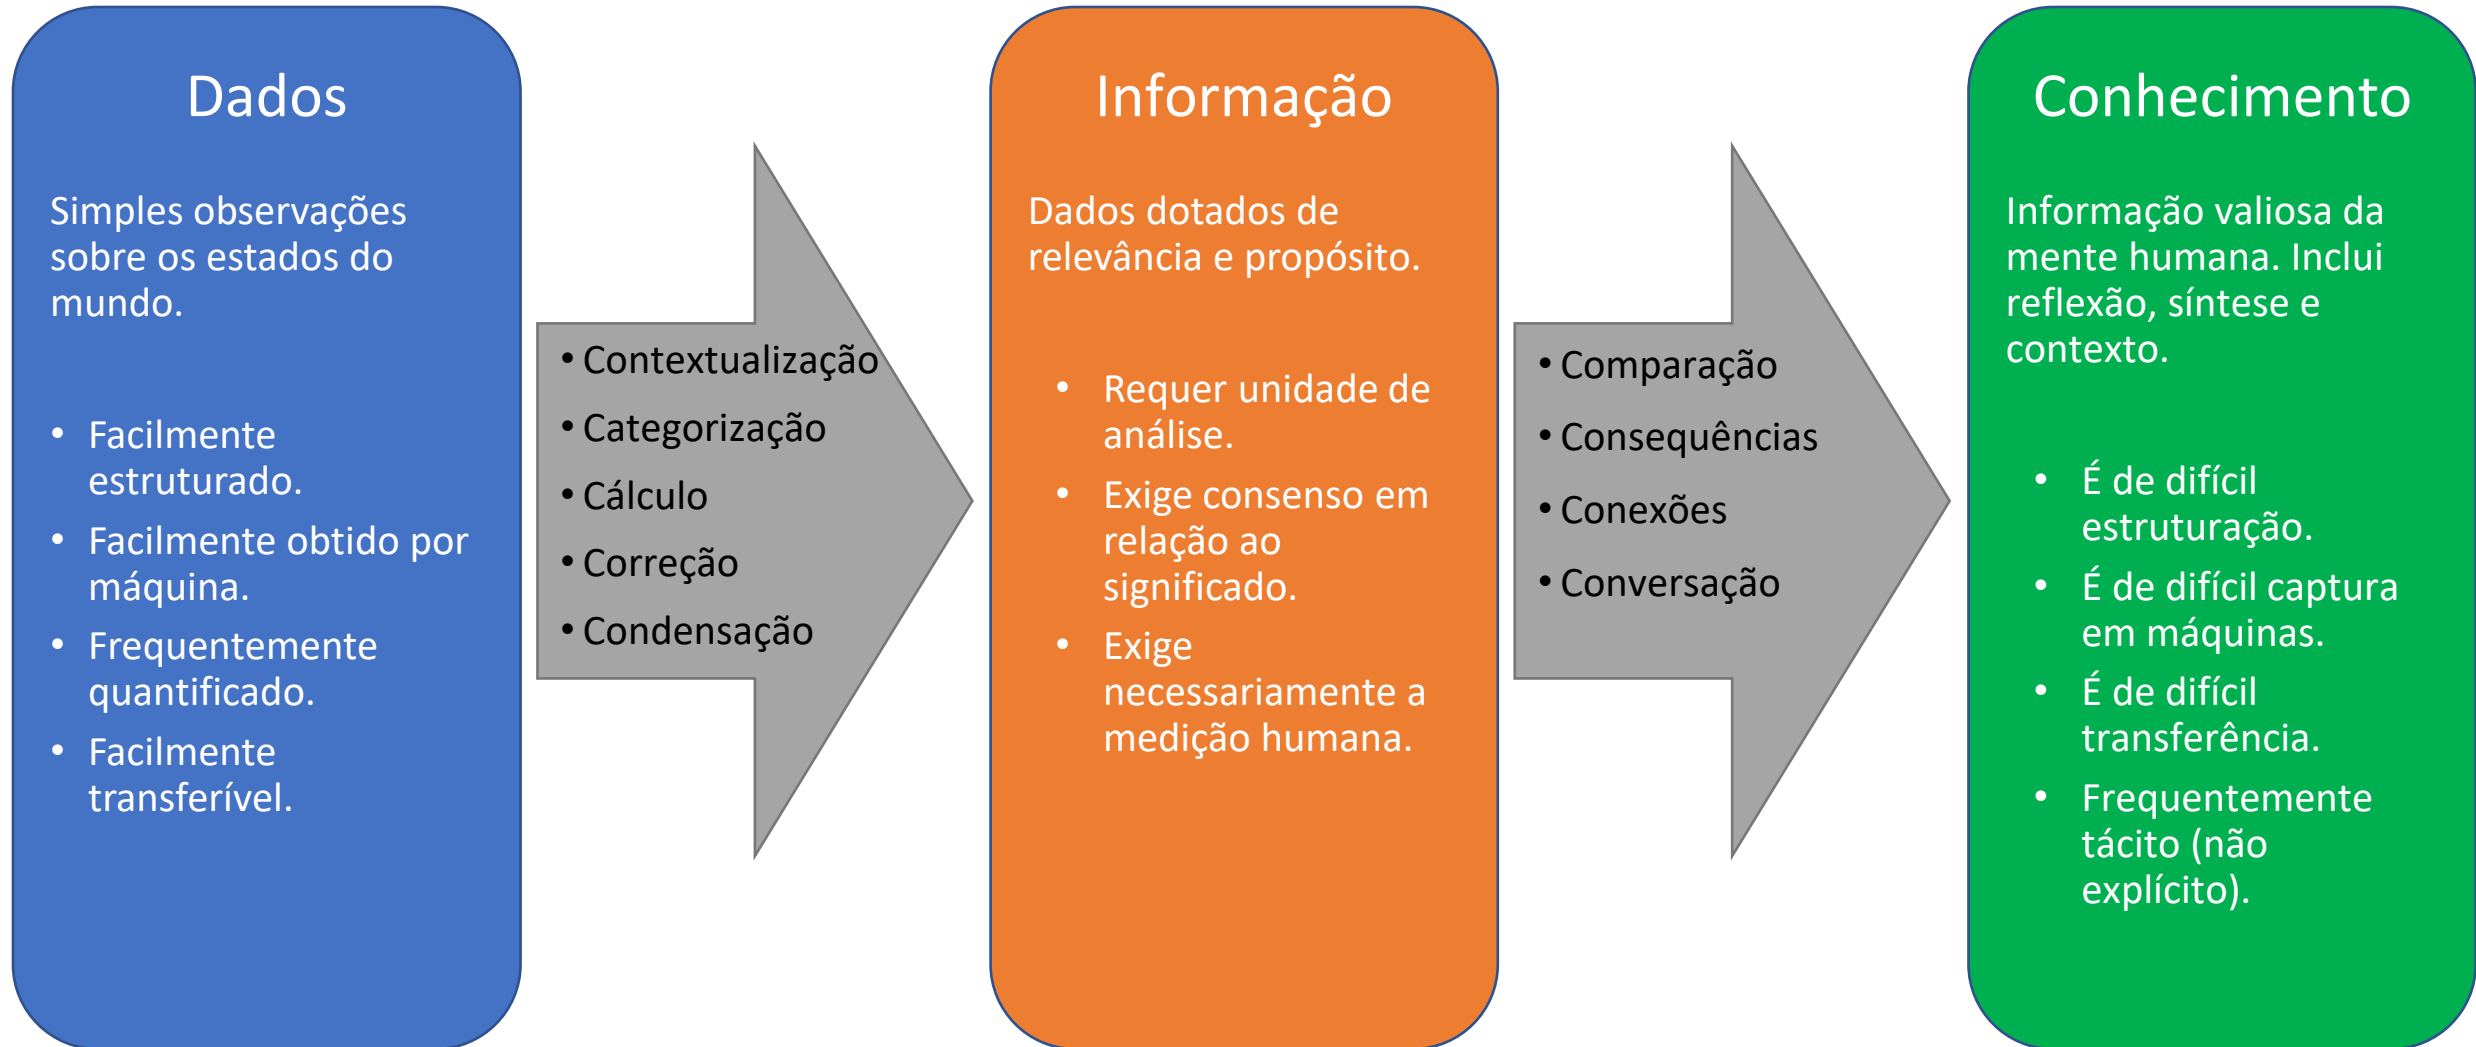 Dados
Simples observações
sobre os estados do
mundo.
• Facilmente
estruturado.
• Facilmente obtido por
máquina.
• Frequentemente
quantificado.
• Facilmente
transferível.
• Contextualização
• Categorização
• Cálculo
• Correção
• Condensação
Informação
Dados dotados de
relevância e propósito.
• Requer unidade de
análise.
• Exige consenso em
relação ao
significado.
• Exige
necessariamente a
medição humana.
• Comparação
• Consequências
• Conexões
• Conversação
Conhecimento
Informação valiosa da
mente humana. Inclui
reflexão, síntese e
contexto.
• É de difícil
estruturação.
• É de difícil captura
em máquinas.
• É de difícil
transferência.
• Frequentemente
tácito (não
explícito).